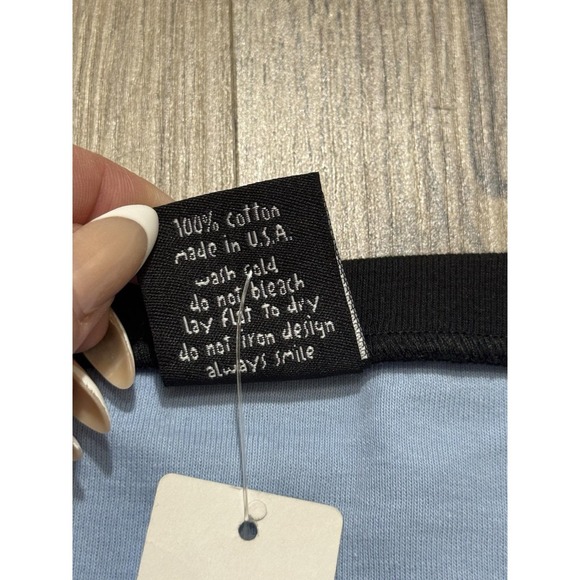 100% cotton
made in U.S.A.
wash cold
do not bleach
lay flat to dry
do not iron design
always smile